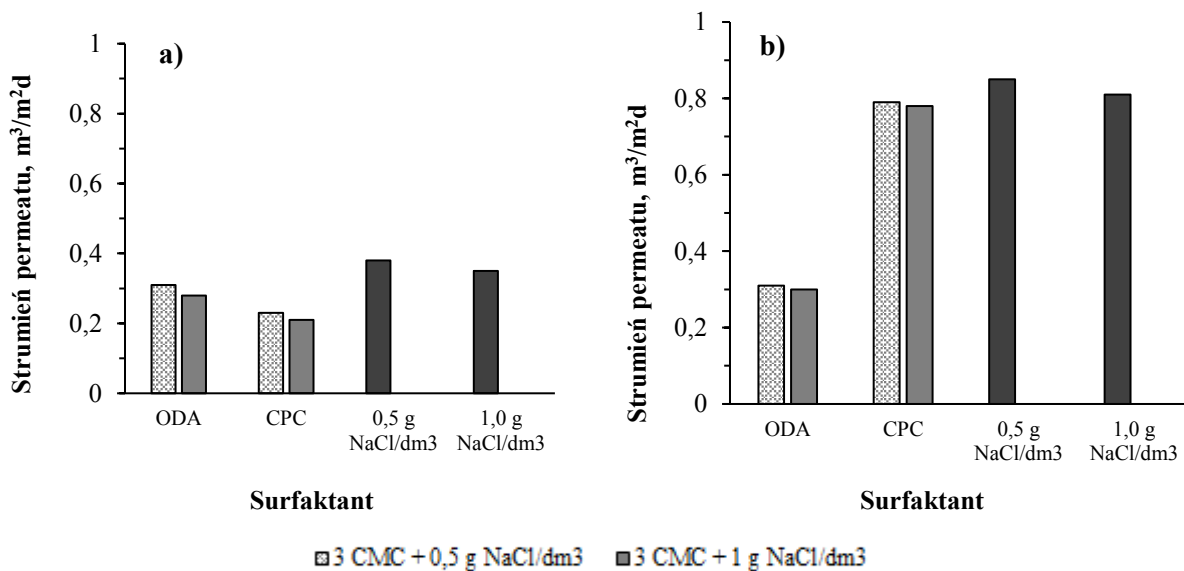 a)
Strumień permeatu, m³/m²d
1
0,8
0,6
0,4
0,2
0
ODA
CPC
0,5 g
NaCl/dm3
1,0 g
NaCl/dm3
Surfaktant
b)
Strumień permeatu, m³/m²d
1
0,8
0,6
0,4
0,2
0
ODA
CPC
0,5 g
NaCl/dm3
1,0 g
NaCl/dm3
Surfaktant
3 CMC + 0,5 g NaCl/dm3
3 CMC + 1 g NaCl/dm3